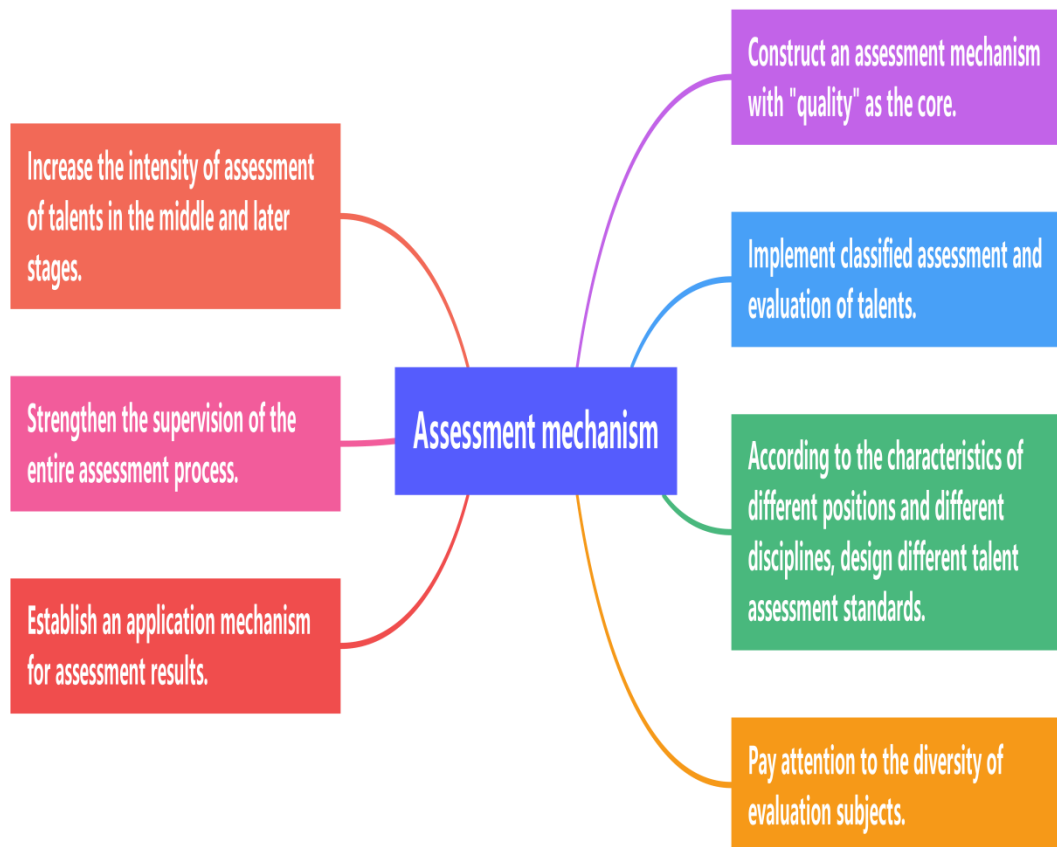 Assessment mechanism
Construct an assessment mechanism
with "quality" as the core.
Implement classified assessment and
evaluation of talents.
According to the characteristics of
different positions and different
disciplines, design different talent
assessment standards.
Pay attention to the diversity of
evaluation subjects.
Increase the intensity of assessment
of talents in the middle and later
stages.
Strengthen the supervision of the
entire assessment process.
Establish an application mechanism
for assessment results.